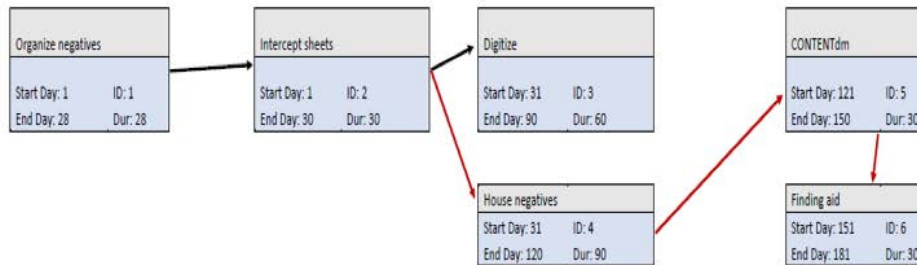 Organize negatives
Start Day: 1 ID: 1
End Day: 28 Dur: 28
Intercept sheets
Start Day: 1 ID: 2
End Day: 30 Dur: 30
Digitize
Start Day: 31 ID: 3
End Day: 90 Dur: 60
House negatives
Start Day: 31 ID: 4
End Day: 120 Dur: 90
CONTENTdm
Start Day: 121 ID: 5
End Day: 150 Dur: 30
Finding aid
Start Day: 151 ID: 6
End Day: 181 Dur: 30